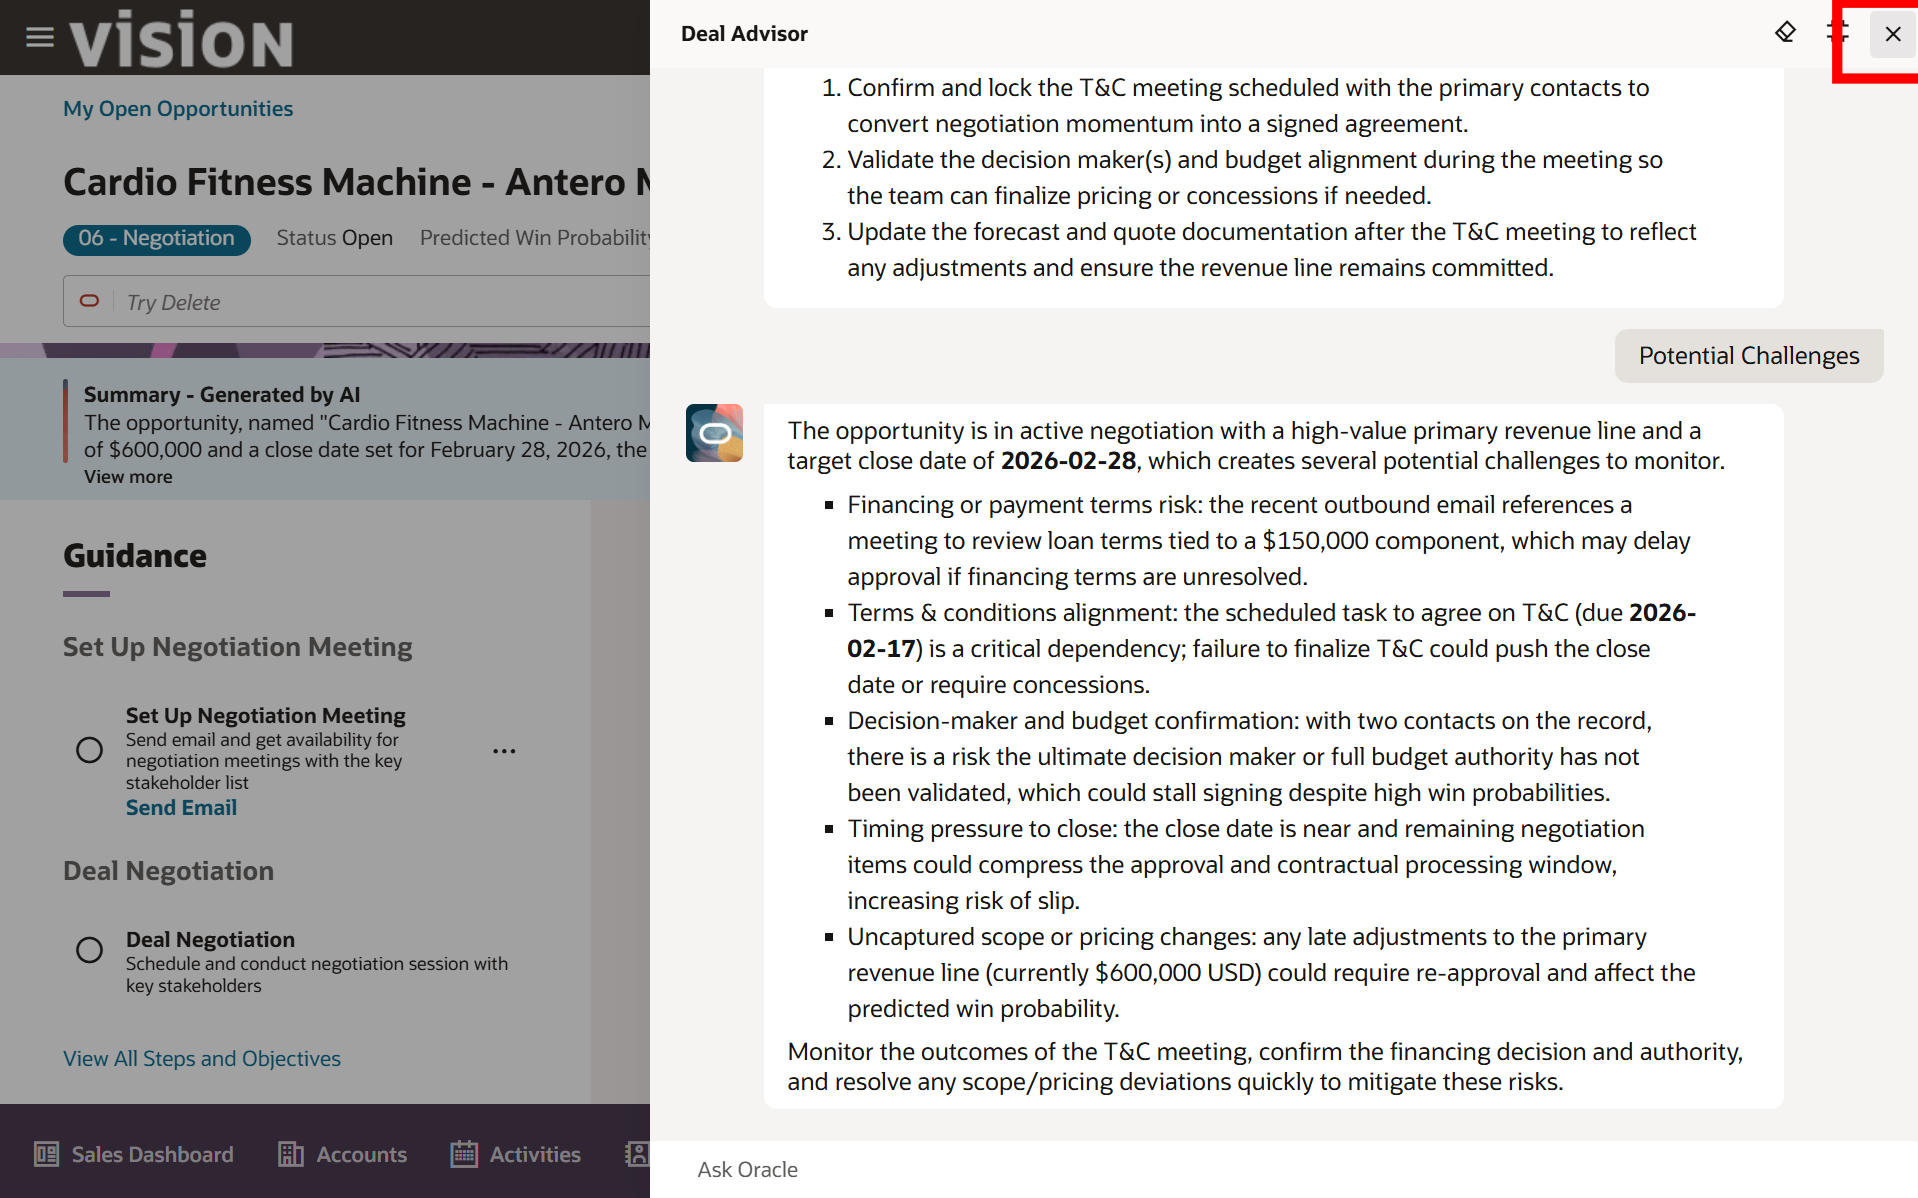 vision
My Open Opportunities
Cardio Fitness Machine - Antero
06 - Negotiation
Status Open
Predicted Win Probability
Try Delete
Summary - Generated by AI
The opportunity, named "Cardio Fitness Machine - Antero
of $600,000 and a close date set for February 28, 2026, the
View more
Guidance
Set Up Negotiation Meeting
Set Up Negotiation Meeting
Send email and get availability for
negotiation meetings with the key
stakeholder list
Send Email
Deal Negotiation
Deal Negotiation
Schedule and conduct negotiation session with
key stakeholders
View All Steps and Objectives
Sales Dashboard
Accounts
Activities
Deal Advisor
1. Confirm and lock the T&C meeting scheduled with the primary contacts to
convert negotiation momentum into a signed agreement.
2. Validate the decision maker(s) and budget alignment during the meeting so
the team can finalize pricing or concessions if needed.
3. Update the forecast and quote documentation after the T&C meeting to reflect
any adjustments and ensure the revenue line remains committed.
Potential Challenges
The opportunity is in active negotiation with a high-value primary revenue line and a
target close date of 2026-02-28, which creates several potential challenges to monitor.
▪ Financing or payment terms risk: the recent outbound email references a
meeting to review loan terms tied to a $150,000 component, which may delay
approval if financing terms are unresolved.
▪ Terms & conditions alignment: the scheduled task to agree on T&C (due 2026-
02-17) is a critical dependency; failure to finalize T&C could push the close
date or require concessions.
▪ Decision-maker and budget confirmation: with two contacts on the record,
there is a risk the ultimate decision maker or full budget authority has not
been validated, which could stall signing despite high win probabilities.
▪ Timing pressure to close: the close date is near and remaining negotiation
items could compress the approval and contractual processing window,
increasing risk of slip.
▪ Uncaptured scope or pricing changes: any late adjustments to the primary
revenue line (currently $600,000 USD) could require re-approval and affect the
predicted win probability.
Monitor the outcomes of the T&C meeting, confirm the financing decision and authority,
and resolve any scope/pricing deviations quickly to mitigate these risks.
Ask Oracle